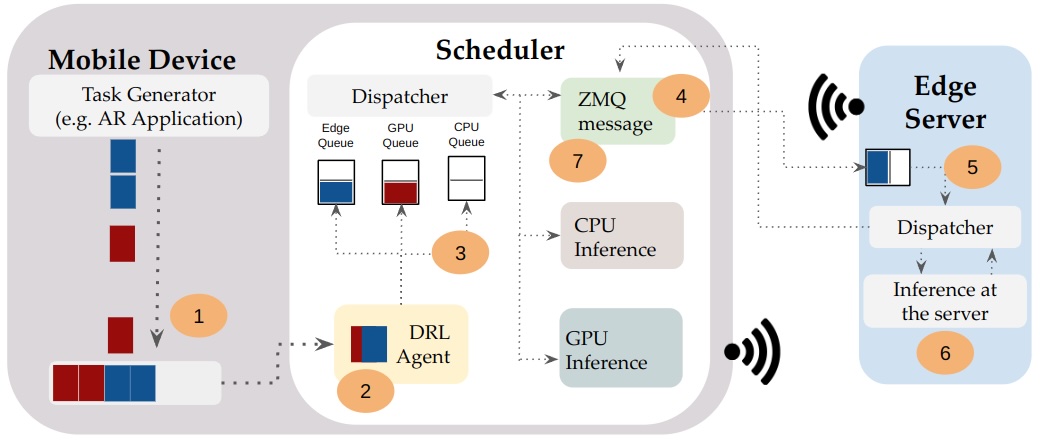 Mobile Device
Task Generator
(e.g. AR Application)
1
Scheduler
Dispatcher
Edge
Queue
GPU
Queue
CPU
Queue
3
DRL
Agent
2
ZMQ
message
4
7
CPU
Inference
GPU
Inference
Edge
Server
5
Dispatcher
Inference at
the server
6